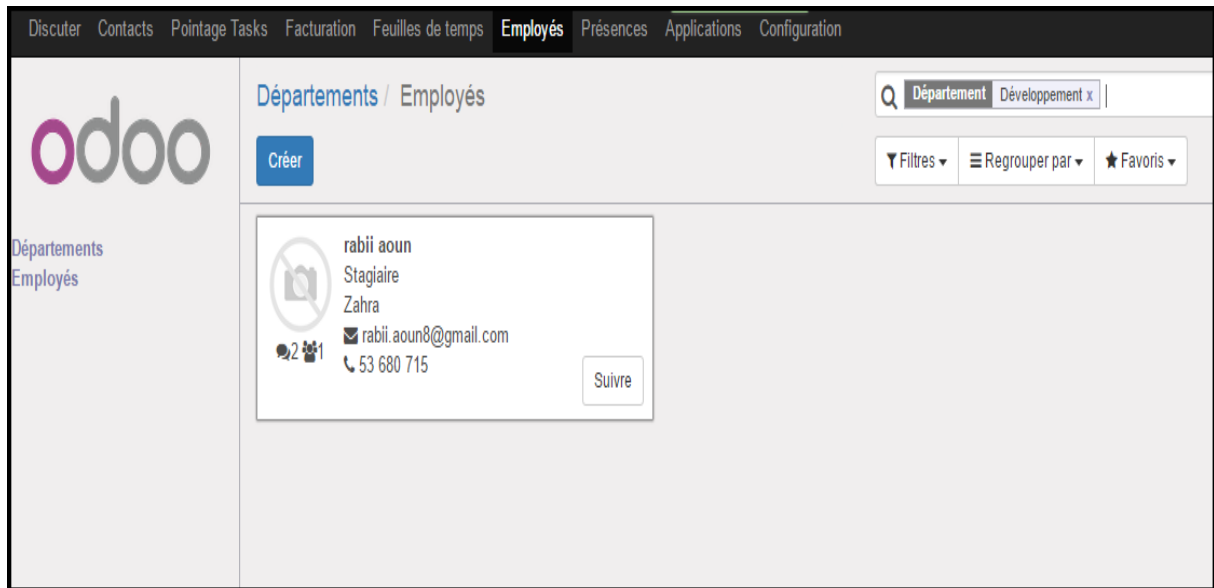 Discuter Contacts Pointage Tasks Facturation Feuilles de temps Employés Présences Applications Configuration
odoo
Départements
Employés
Départements / Employés
Département Développement x
Créer
Filtres Regrouper par Favoris
rabii aoun
Stagiaire
Zahra
rabii.aoun8@gmail.com
2 1
53 680 715
Suivre